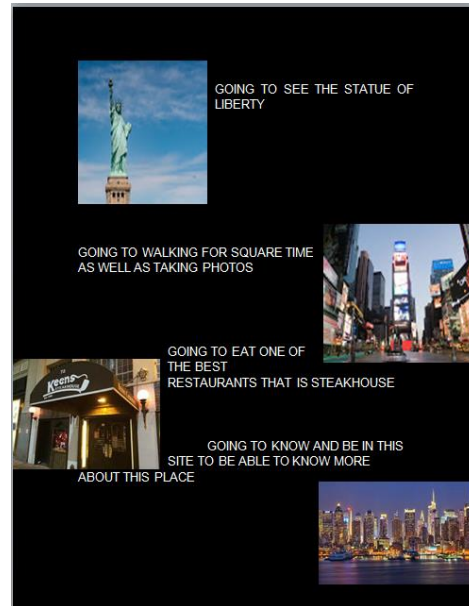 GOING TO SEE THE STATUE OF
LIBERTY
GOING TO WALKING FOR SQUARE TIME
AS WELL AS TAKING PHOTOS
GOING TO EAT ONE OF
THE BEST
RESTAURANTS THAT IS STEAKHOUSE
Keens
GOING TO KNOW AND BE IN THIS
SITE TO BE ABLE TO KNOW MORE
ABOUT THIS PLACE